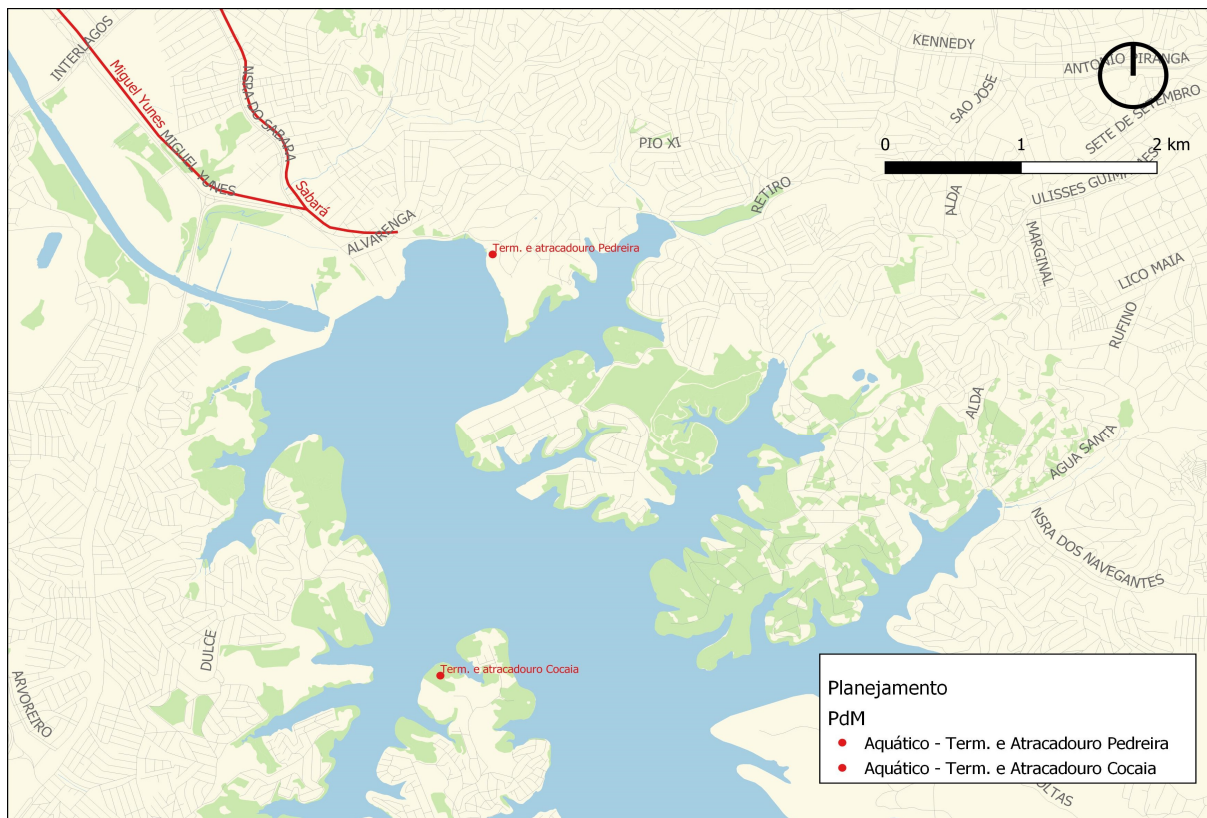 INTERLAGOS
Miguel Yunes
NSRA DO SABARA
MIGUEL YUNES
Sabará
ALVARENGA
KENNEDY
ANTONIO PIRANGA
SAO JOSE
SETE DE SETEMBRO
PIO XI
0 1 2 km
RETIRO
ALDA
MARGINAL
LICO MAIA
RUFINO
Term. e atracadouro Pedreira
ALDA
AGUA SANTA
NSRA DOS NAVEGANTES
DULCE
ARVOREIRO
Term. e atracadouro Cocaia
Planejamento
PdM
Aquático - Term. e Atracadouro Pedreira
Aquático - Term. e Atracadouro Cocaia